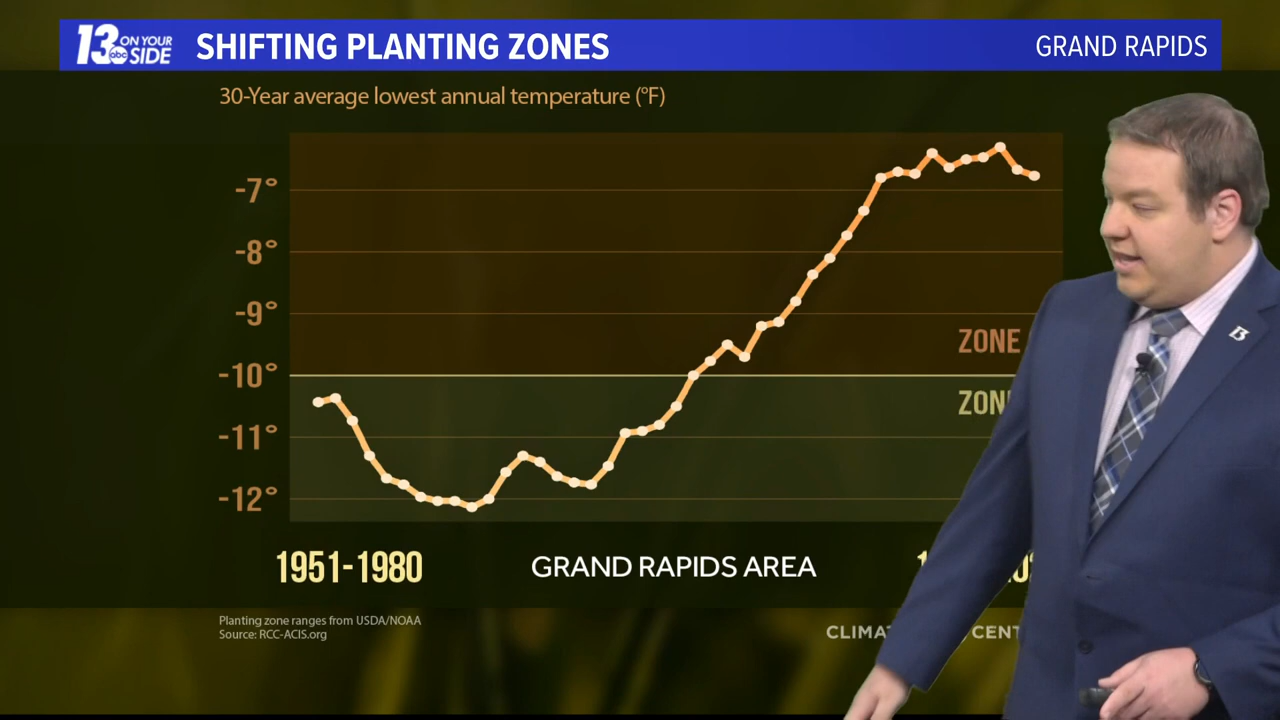 13 ON YOUR SIDE
abc
SHIFTING PLANTING ZONES
GRAND RAPIDS
30-Year average lowest annual temperature (°F)
-7°
-8°
-9°
ZONE
-10°
-11°
-12°
1951-1980
GRAND RAPIDS AREA
Planting zone ranges from USDA/NOAA
Source: RCC-ACIS.org
13